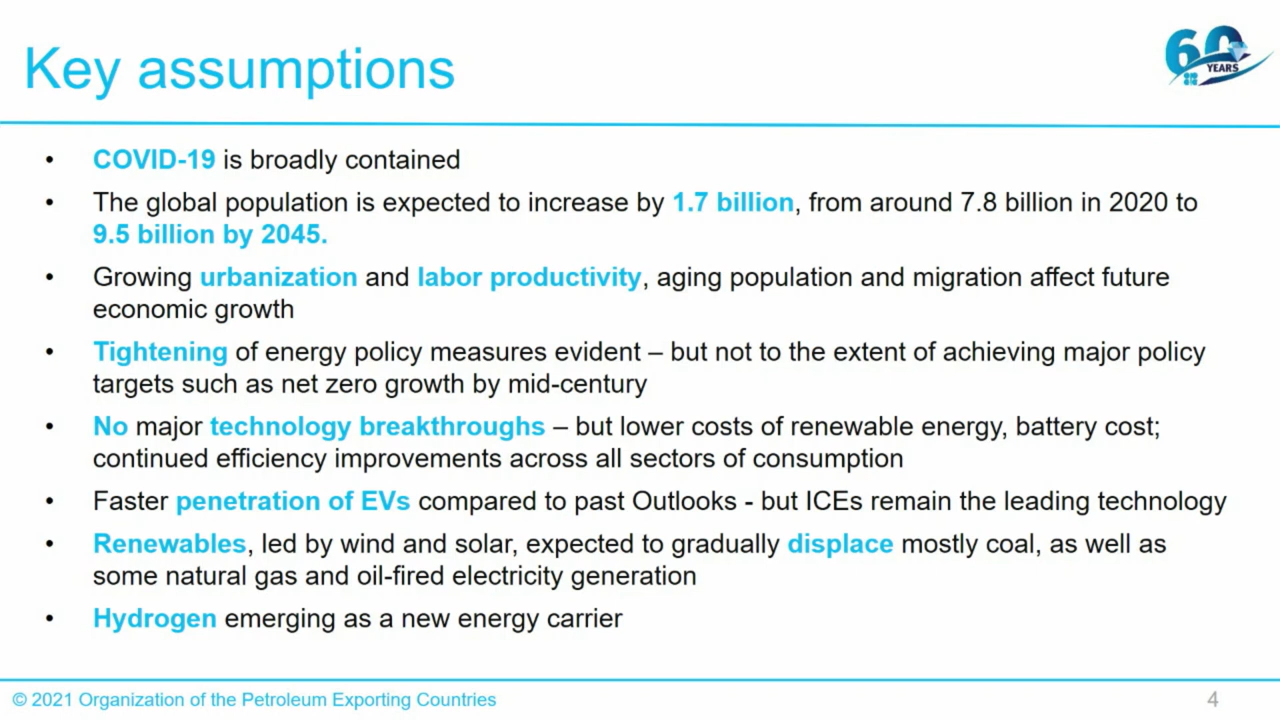 Key assumptions
60
YEARS
• COVID-19 is broadly contained
• The global population is expected to increase by 1.7 billion, from around 7.8 billion in 2020 to
9.5 billion by 2045.
• Growing urbanization and labor productivity, aging population and migration affect future
economic growth
• Tightening of energy policy measures evident – but not to the extent of achieving major policy
targets such as net zero growth by mid-century
• No major technology breakthroughs – but lower costs of renewable energy, battery cost;
continued efficiency improvements across all sectors of consumption
• Faster penetration of EVs compared to past Outlooks - but ICEs remain the leading technology
• Renewables, led by wind and solar, expected to gradually displace mostly coal, as well as
some natural gas and oil-fired electricity generation
• Hydrogen emerging as a new energy carrier
© 2021 Organization of the Petroleum Exporting Countries
4